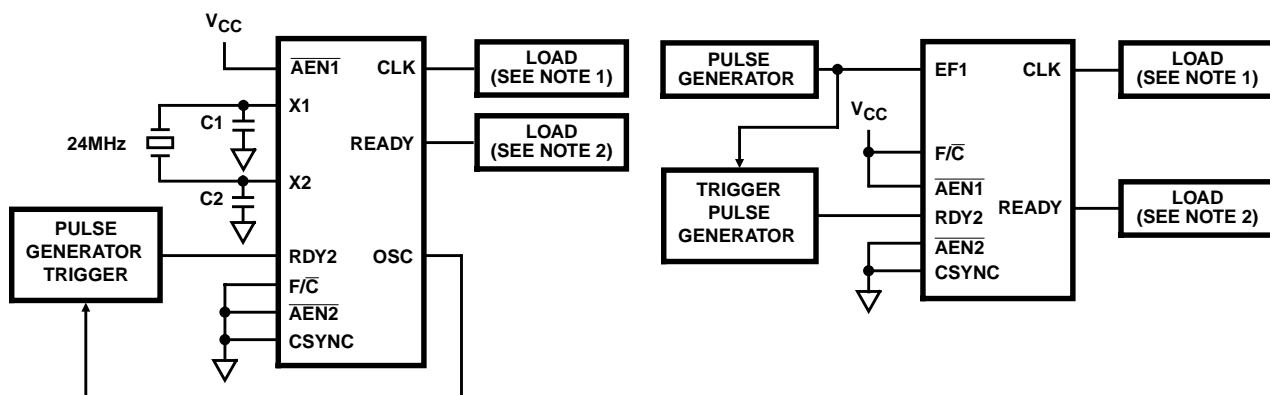 VCC
AEN1
CLK
LOAD
(SEE NOTE 1)
X1
C1
24MHz
READY
LOAD
(SEE NOTE 2)
X2
C2
PULSE
GENERATOR
TRIGGER
RDY2
OSC
F/C
AEN2
CSYNC
PULSE
GENERATOR
EF1
CLK
LOAD
(SEE NOTE 1)
VCC
F/C
TRIGGER
PULSE
GENERATOR
AEN1
RDY2
READY
LOAD
(SEE NOTE 2)
AEN2
CSYNC